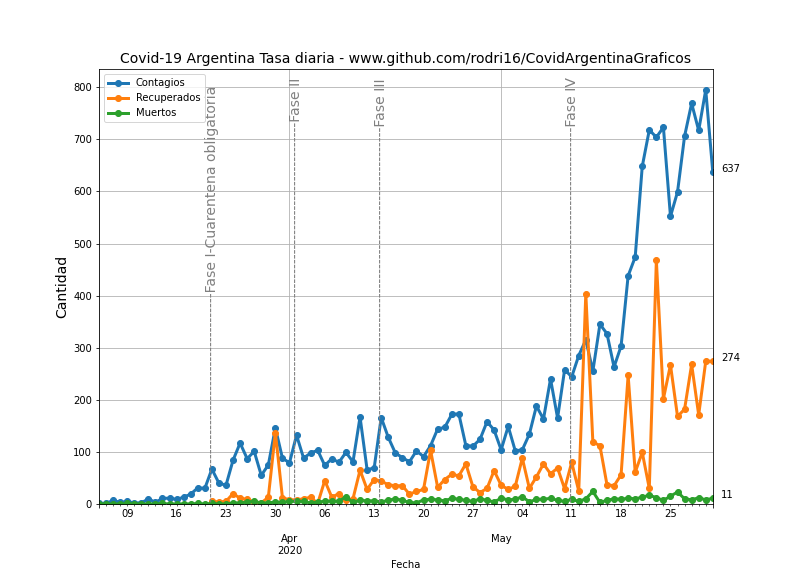 Covid-19 Argentina Tasa diaria - www.github.com/rodri16/CovidArgentinaGraficos
Contagios
Recuperados
Muertos
Fase I-Cuarentena obligatoria
Fase II
Fase III
Fase IV
Cantidad
800
700
600
500
400
300
200
100
0
637
274
11
09
16
23
30
06
13
20
27
04
11
18
25
Apr
2020
May
Fecha